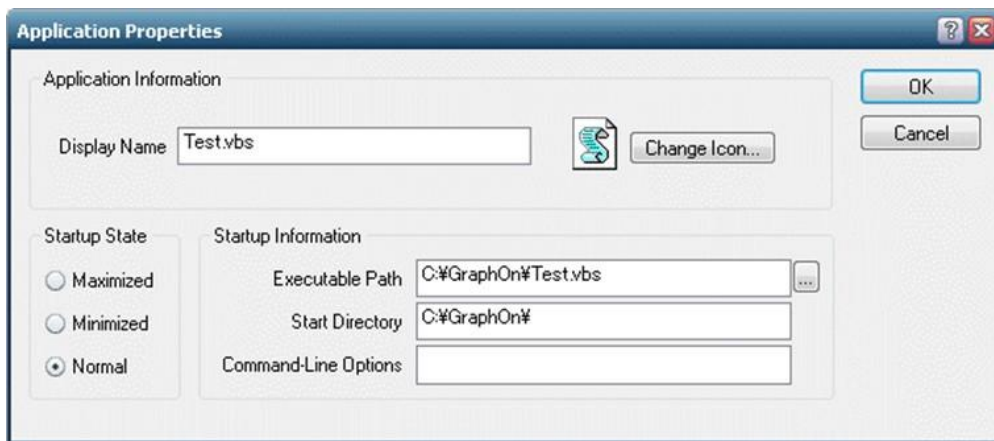 Application Properties
Application Information
OK
Display Name Test.vbs Change Icon... Cancel
Startup State
Maximized
Minimized
Normal
Startup Information
Executable Path C:¥GraphOn¥Test.vbs ...
Start Directory C:¥GraphOn¥
Command-Line Options